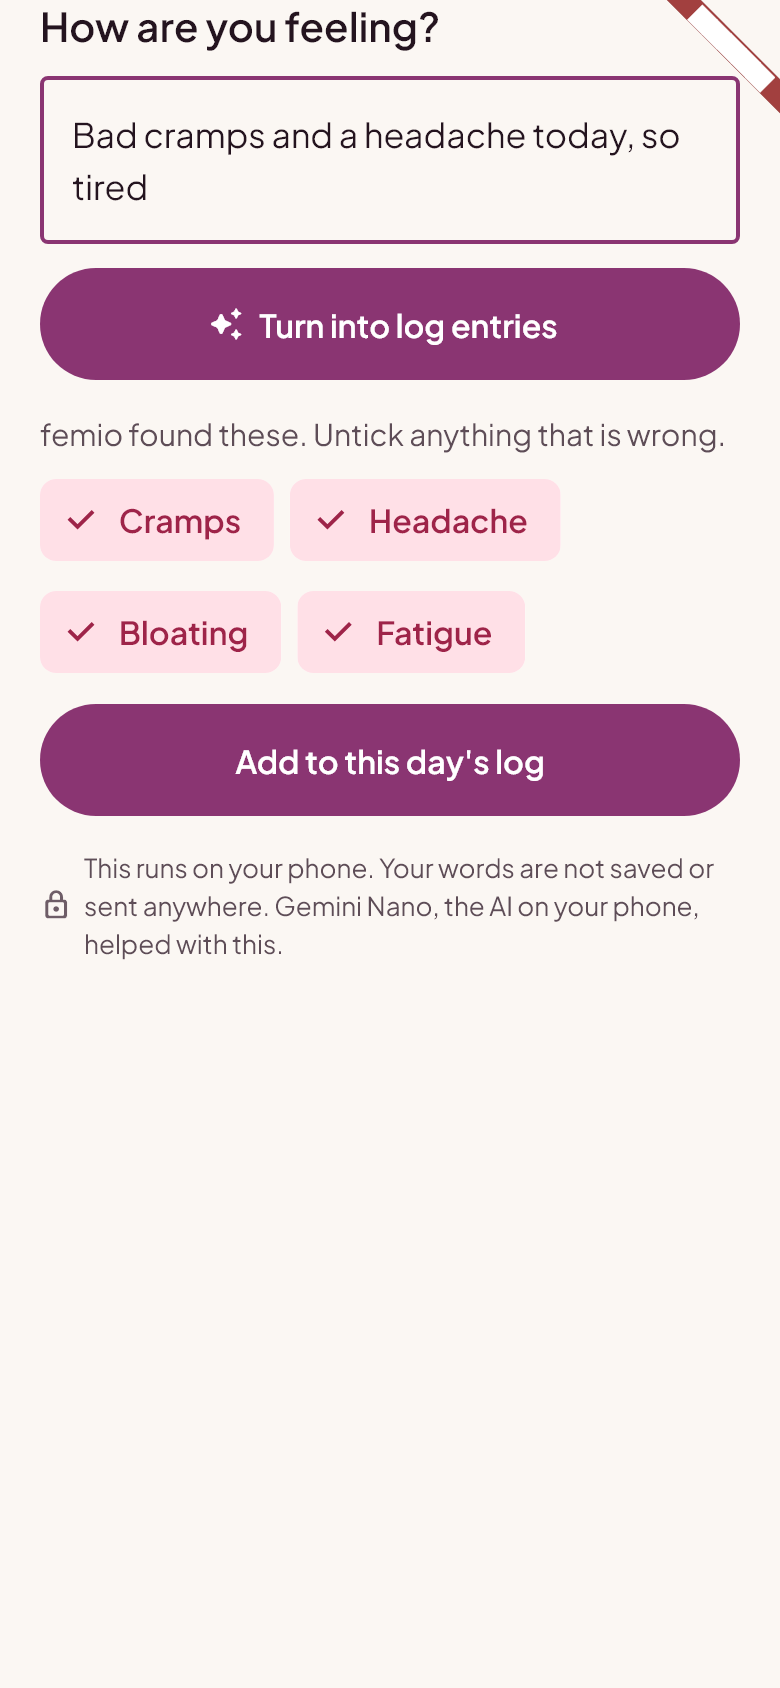 How are you feeling?
Bad cramps and a headache today, so
tired
Turn into log entries
femio found these. Untick anything that is wrong.
Cramps
Headache
Bloating
Fatigue
Add to this day's log
This runs on your phone. Your words are not saved or
sent anywhere. Gemini Nano, the AI on your phone,
helped with this.